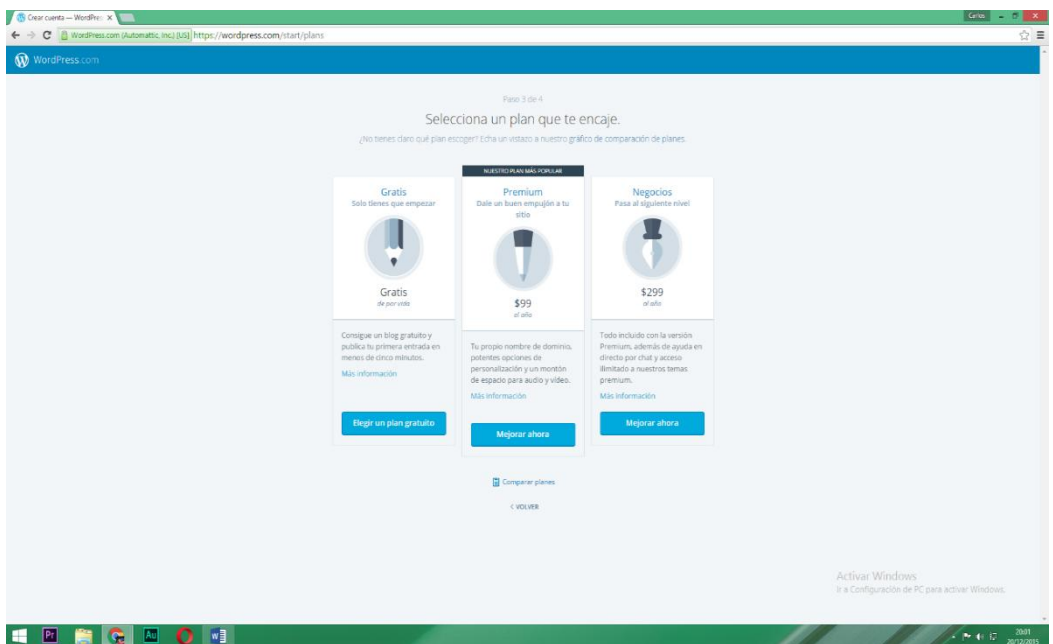 Crear cuenta — WordPre
Carlos
WordPress.com (Automattic, Inc.) [US] https://wordpress.com/start/plans
WordPress.com
Paso 3 de 4
Selecciona un plan que te encaje.
¿No tienes claro qué plan escoger? Echa un vistazo a nuestro gráfico de comparación de planes.
Gratis
Solo tienes que empezar
Gratis
de por vida
Consigue un blog gratuito y
publica tu primera entrada en
menos de cinco minutos.
Más información
Elegir un plan gratuito
NUESTRO PLAN MÁS POPULAR
Premium
Dale un buen empujón a tu
sitio
$99
al año
Tu propio nombre de dominio,
potentes opciones de
personalización y un montón
de espacio para audio y vídeo.
Más información
Mejorar ahora
Negocios
Pasa al siguiente nivel
$299
al año
Todo incluido con la versión
Premium, además de ayuda en
directo por chat y acceso
ilimitado a nuestros temas
premium.
Más información
Mejorar ahora
Comparar planes
< VOLVER
Activar Windows
Ir a Configuración de PC para activar Windows.
Pr
Au
20:01
20/12/2015